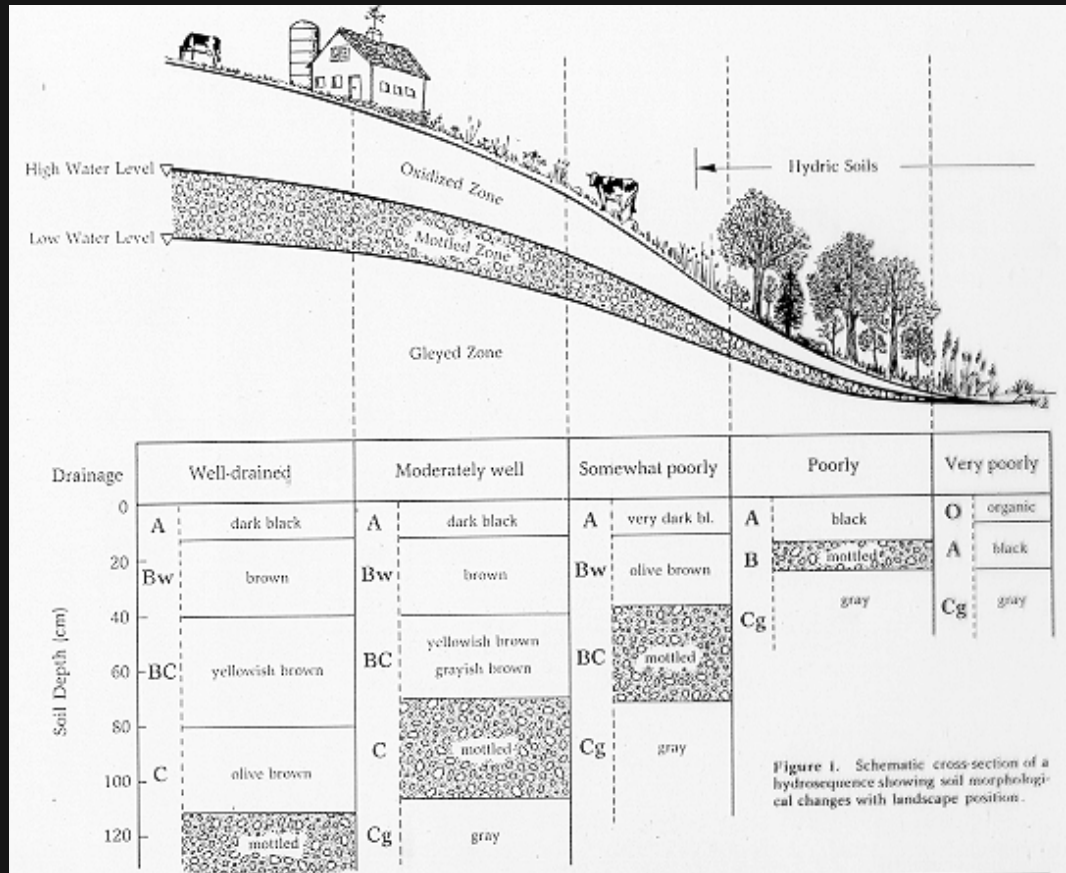 High Water Level
Low Water Level
Oxidized Zone
Mottled Zone
Gleyed Zone
Hydric Soils
Drainage
Well-drained
Moderately well
Somewhat poorly
Poorly
Very poorly
Soil Depth (cm)
0
20
40
60
80
100
120
A
dark black
Bw
brown
BC
yellowish brown
C
olive brown
mottled
A
dark black
Bw
brown
BC
yellowish brown
grayish brown
C
mottled
Cg
gray
A
very dark bl.
Bw
olive brown
BC
mottled
Cg
gray
A
black
B
mottled
Cg
gray
O
organic
A
black
Cg
gray
Figure 1. Schematic cross-section of a
hydrosequence showing soil morphologi-
cal changes with landscape position.